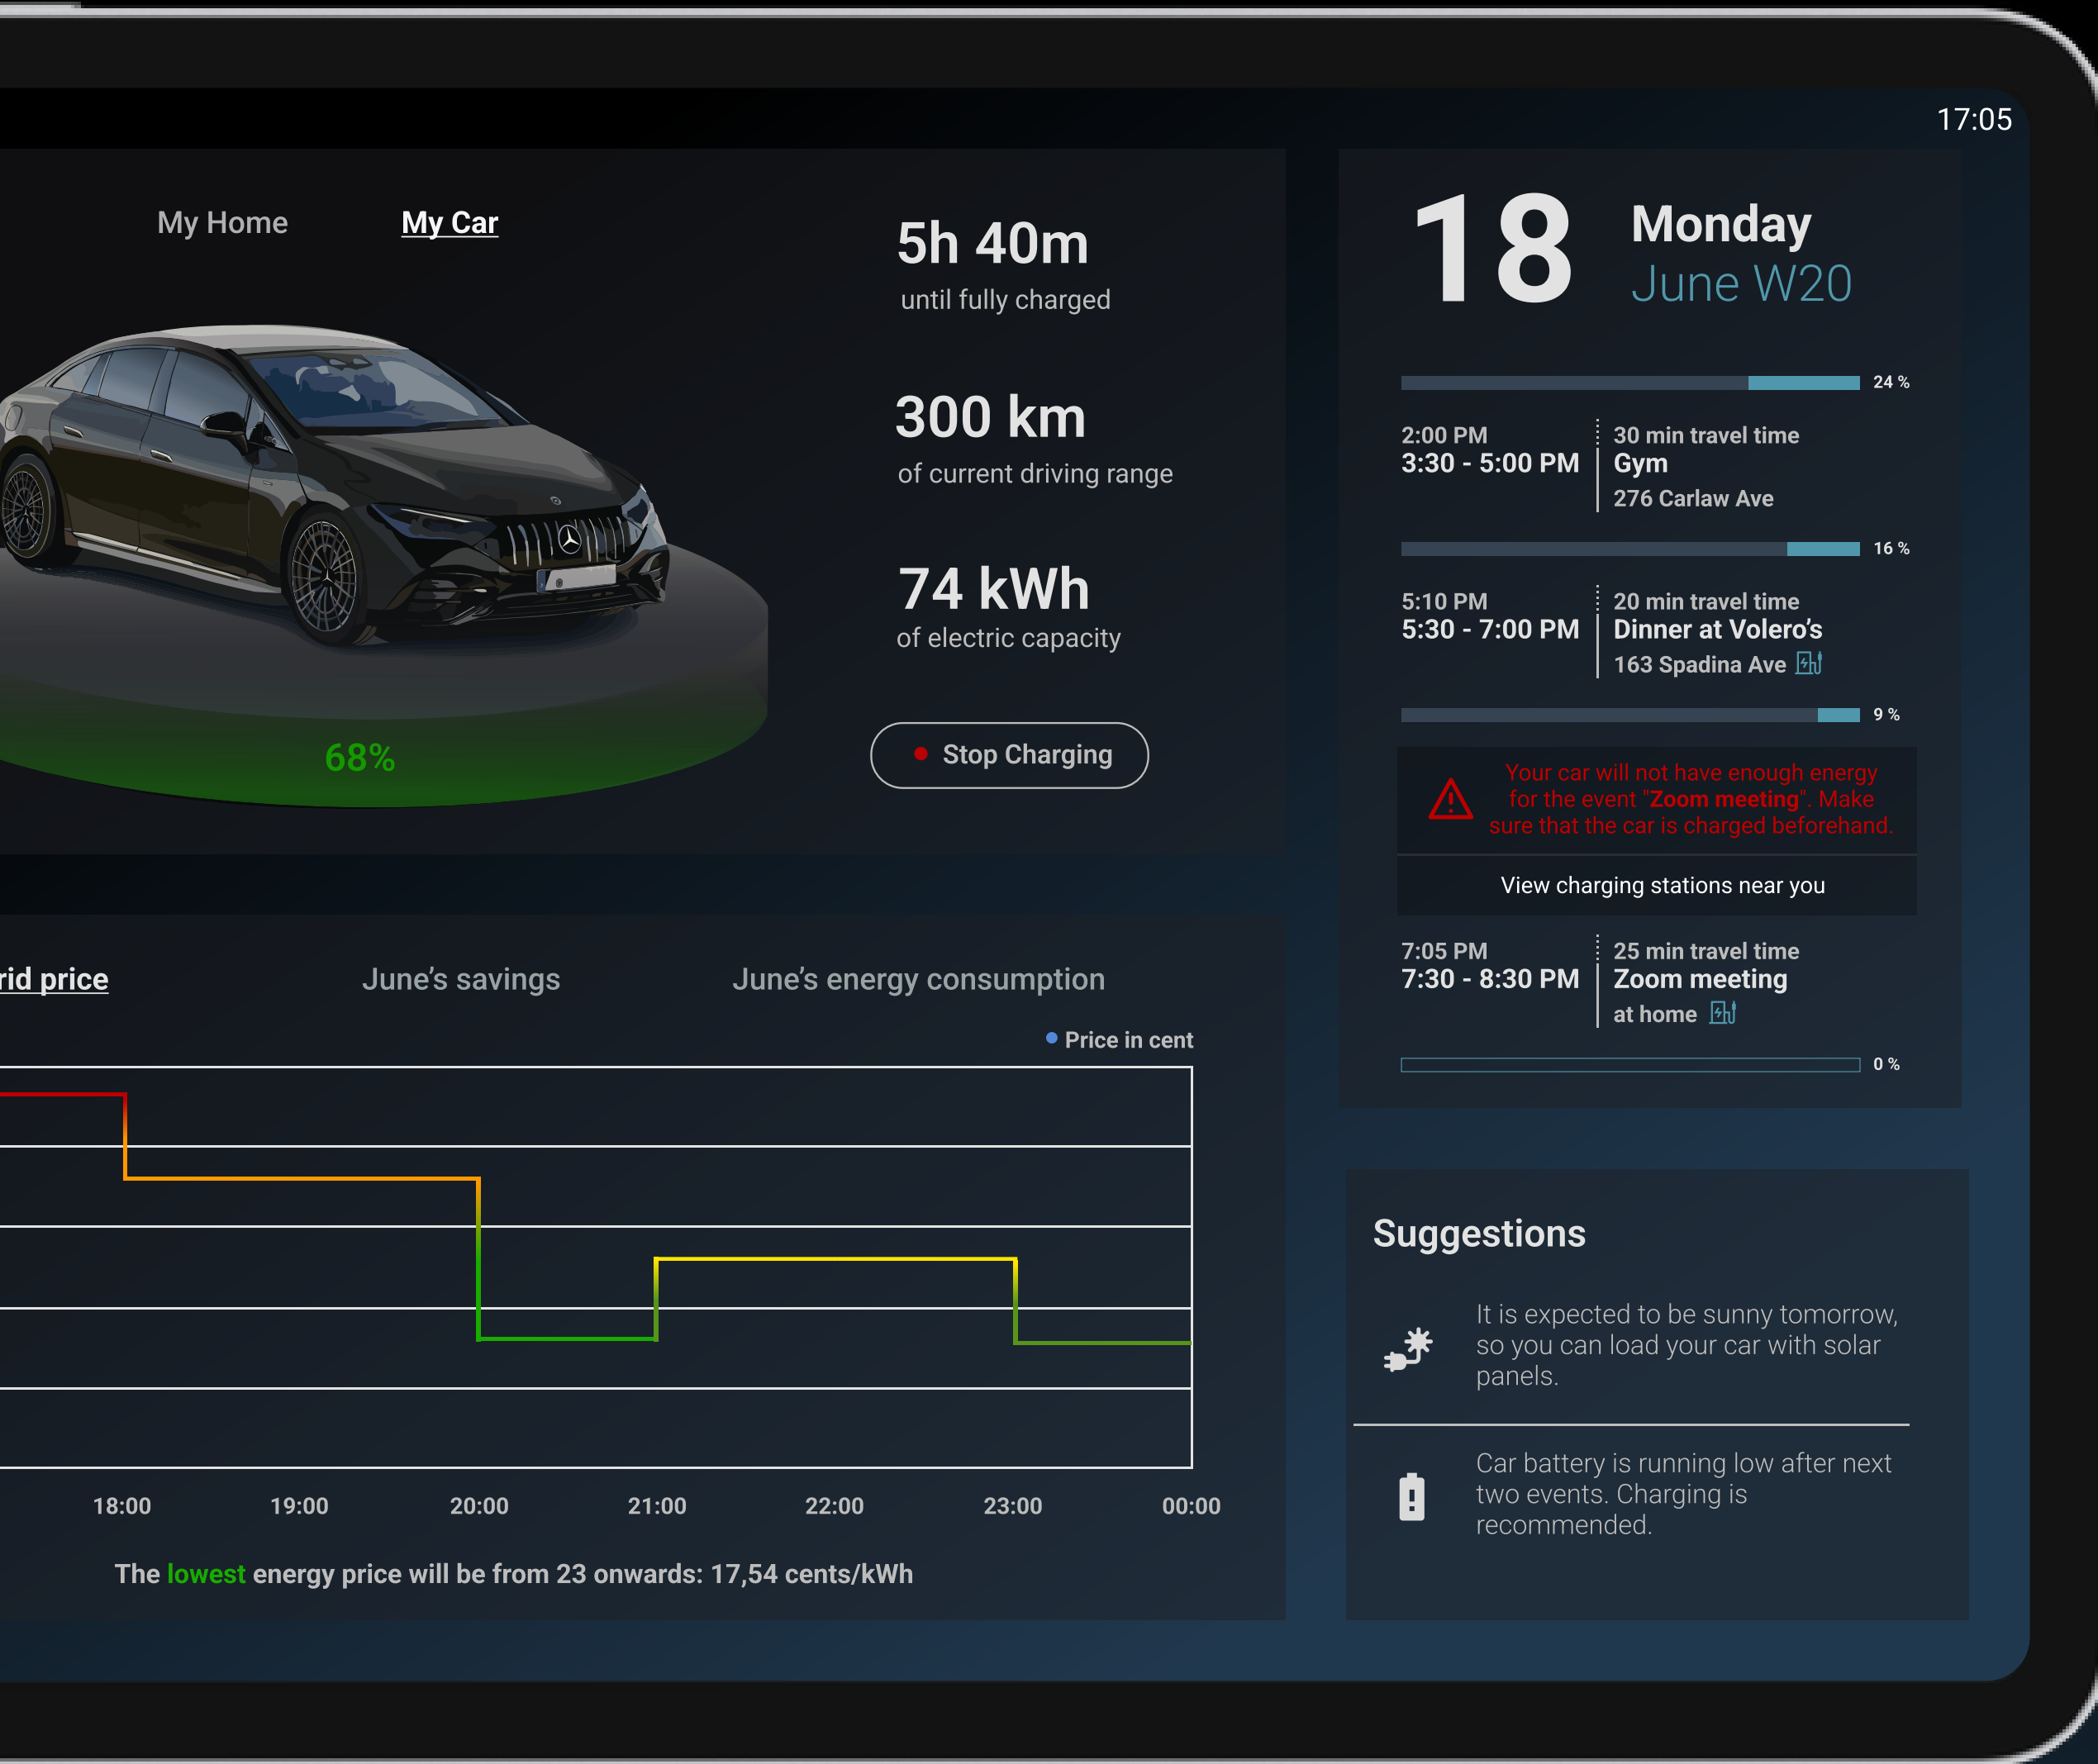 17:05
My Home
My Car
5h 40m
until fully charged
300 km
of current driving range
74 kWh
of electric capacity
68%
Stop Charging
18
Monday
June W20
24 %
2:00 PM
30 min travel time
3:30 - 5:00 PM
Gym
276 Carlaw Ave
16 %
5:10 PM
20 min travel time
5:30 - 7:00 PM
Dinner at Volero’s
163 Spadina Ave
9 %
Your car will not have enough energy
for the event "Zoom meeting". Make
sure that the car is charged beforehand.
View charging stations near you
7:05 PM
25 min travel time
7:30 - 8:30 PM
Zoom meeting
at home
0 %
rid price
June’s savings
June’s energy consumption
Price in cent
18:00
19:00
20:00
21:00
22:00
23:00
00:00
The lowest energy price will be from 23 onwards: 17,54 cents/kWh
Suggestions
It is expected to be sunny tomorrow,
so you can load your car with solar
panels.
Car battery is running low after next
two events. Charging is
recommended.